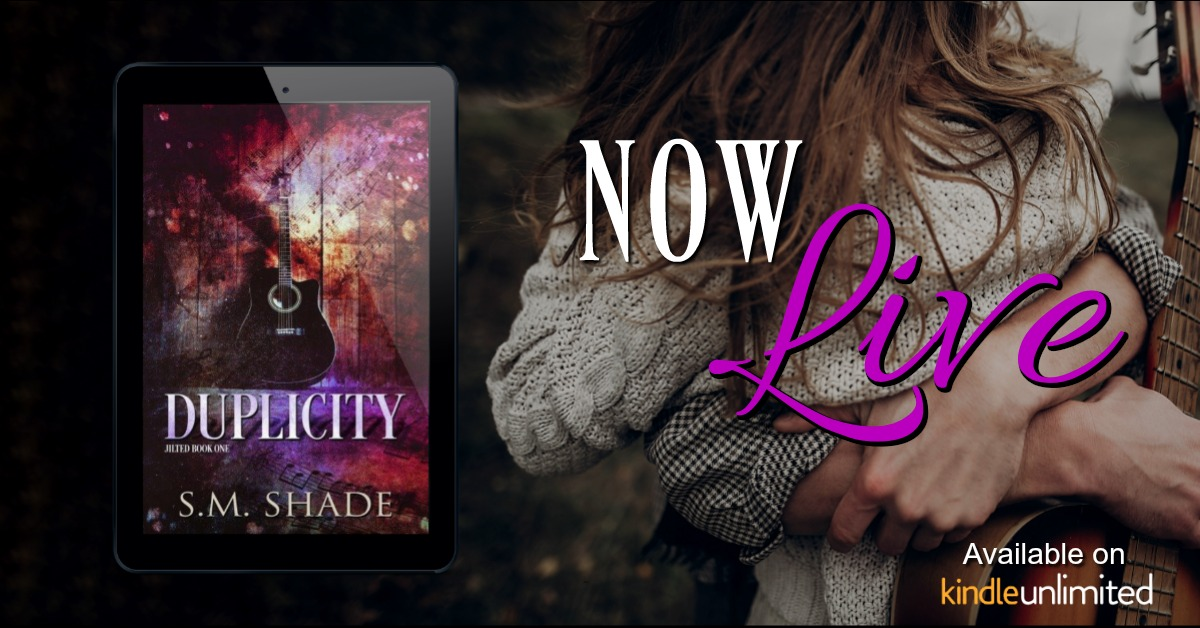 DUPLICITY
JILTED BOOK ONE
S.M. SHADE
NOW
Live
Available on
kindleunlimited